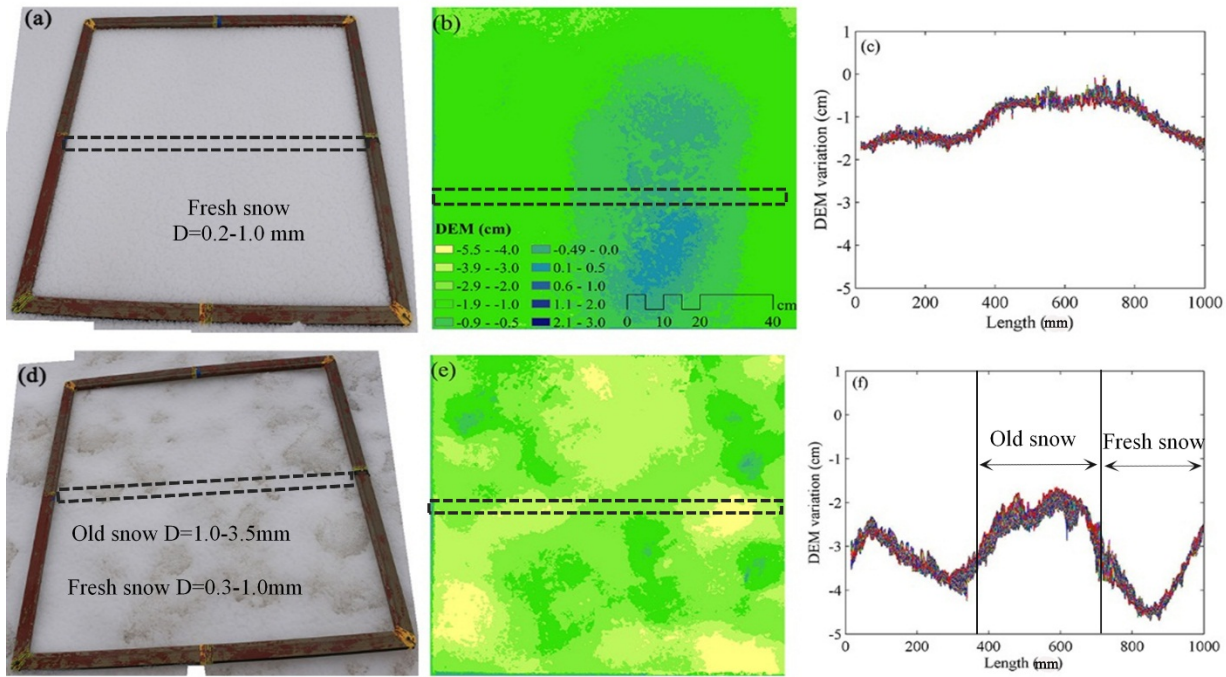 (a)
Fresh snow
D=0.2-1.0 mm
(b)
DEM (cm)
-5.5 - -4.0
-3.9 - -3.0
-2.9 - -2.0
-1.9 - -1.0
-0.9 - -0.5
-0.49 - 0.0
0.1 - 0.5
0.6 - 1.0
1.1 - 2.0
2.1 - 3.0
cm
0 20 40
(c)
DEM variation (cm)
1
0
-1
-2
-3
-4
-5
0 200 400 600 800 1000
Length (mm)
(d)
Old snow D=1.0-3.5mm
Fresh snow D=0.3-1.0mm
(e)
(f)
Old snow
Fresh snow
DEM variation (cm)
1
0
-1
-2
-3
-4
-5
0 200 400 600 800 1000
Length (mm)